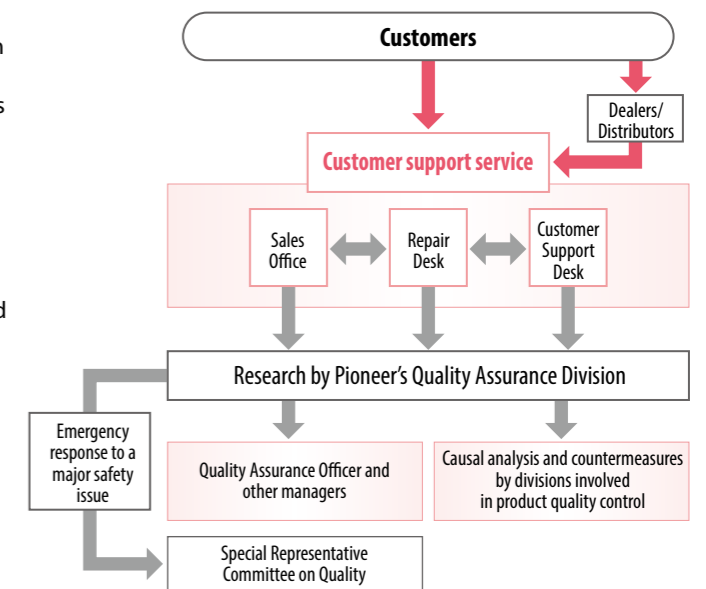 Customers
Dealers/
Distributors
Customer support service
Sales
Office
Repair
Desk
Customer
Support
Desk
Research by Pioneer's Quality Assurance Division
Emergency
response to a
major safety
issue
Quality Assurance Officer and
other managers
Causal analysis and countermeasures
by divisions involved
in product quality control
Special Representative
Committee on Quality